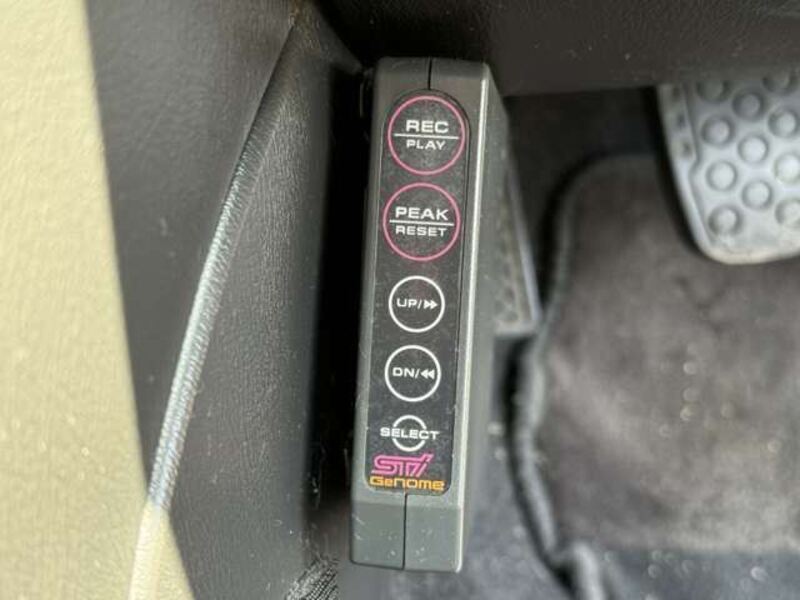 REC
PLAY
PEAK
RESET
UP/▶▶
DN/◀◀
SELECT
STi
GeNOMe